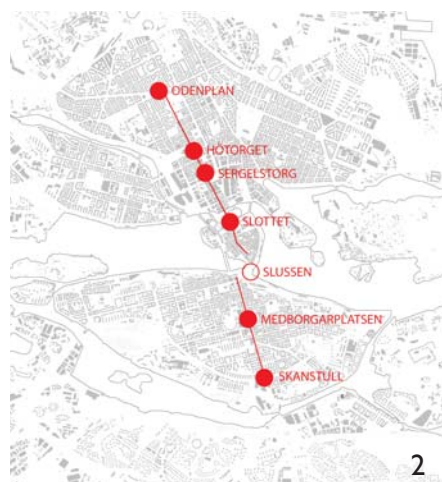 ODENPLAN
HÖTORGET
SERGELSTORG
SLOTTET
SLUSSEN
MEDBORGARPLATSEN
SKANSTULL
2